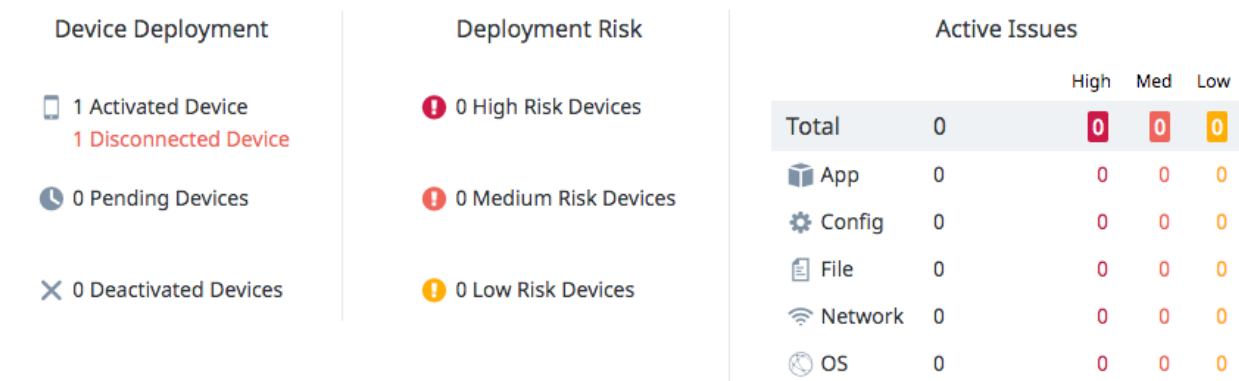 Device Deployment
1 Activated Device
1 Disconnected Device
0 Pending Devices
0 Deactivated Devices
Deployment Risk
0 High Risk Devices
0 Medium Risk Devices
0 Low Risk Devices
Active Issues
High Med Low
Total 0 0 0 0
App 0 0 0 0
Config 0 0 0 0
File 0 0 0 0
Network 0 0 0 0
OS 0 0 0 0